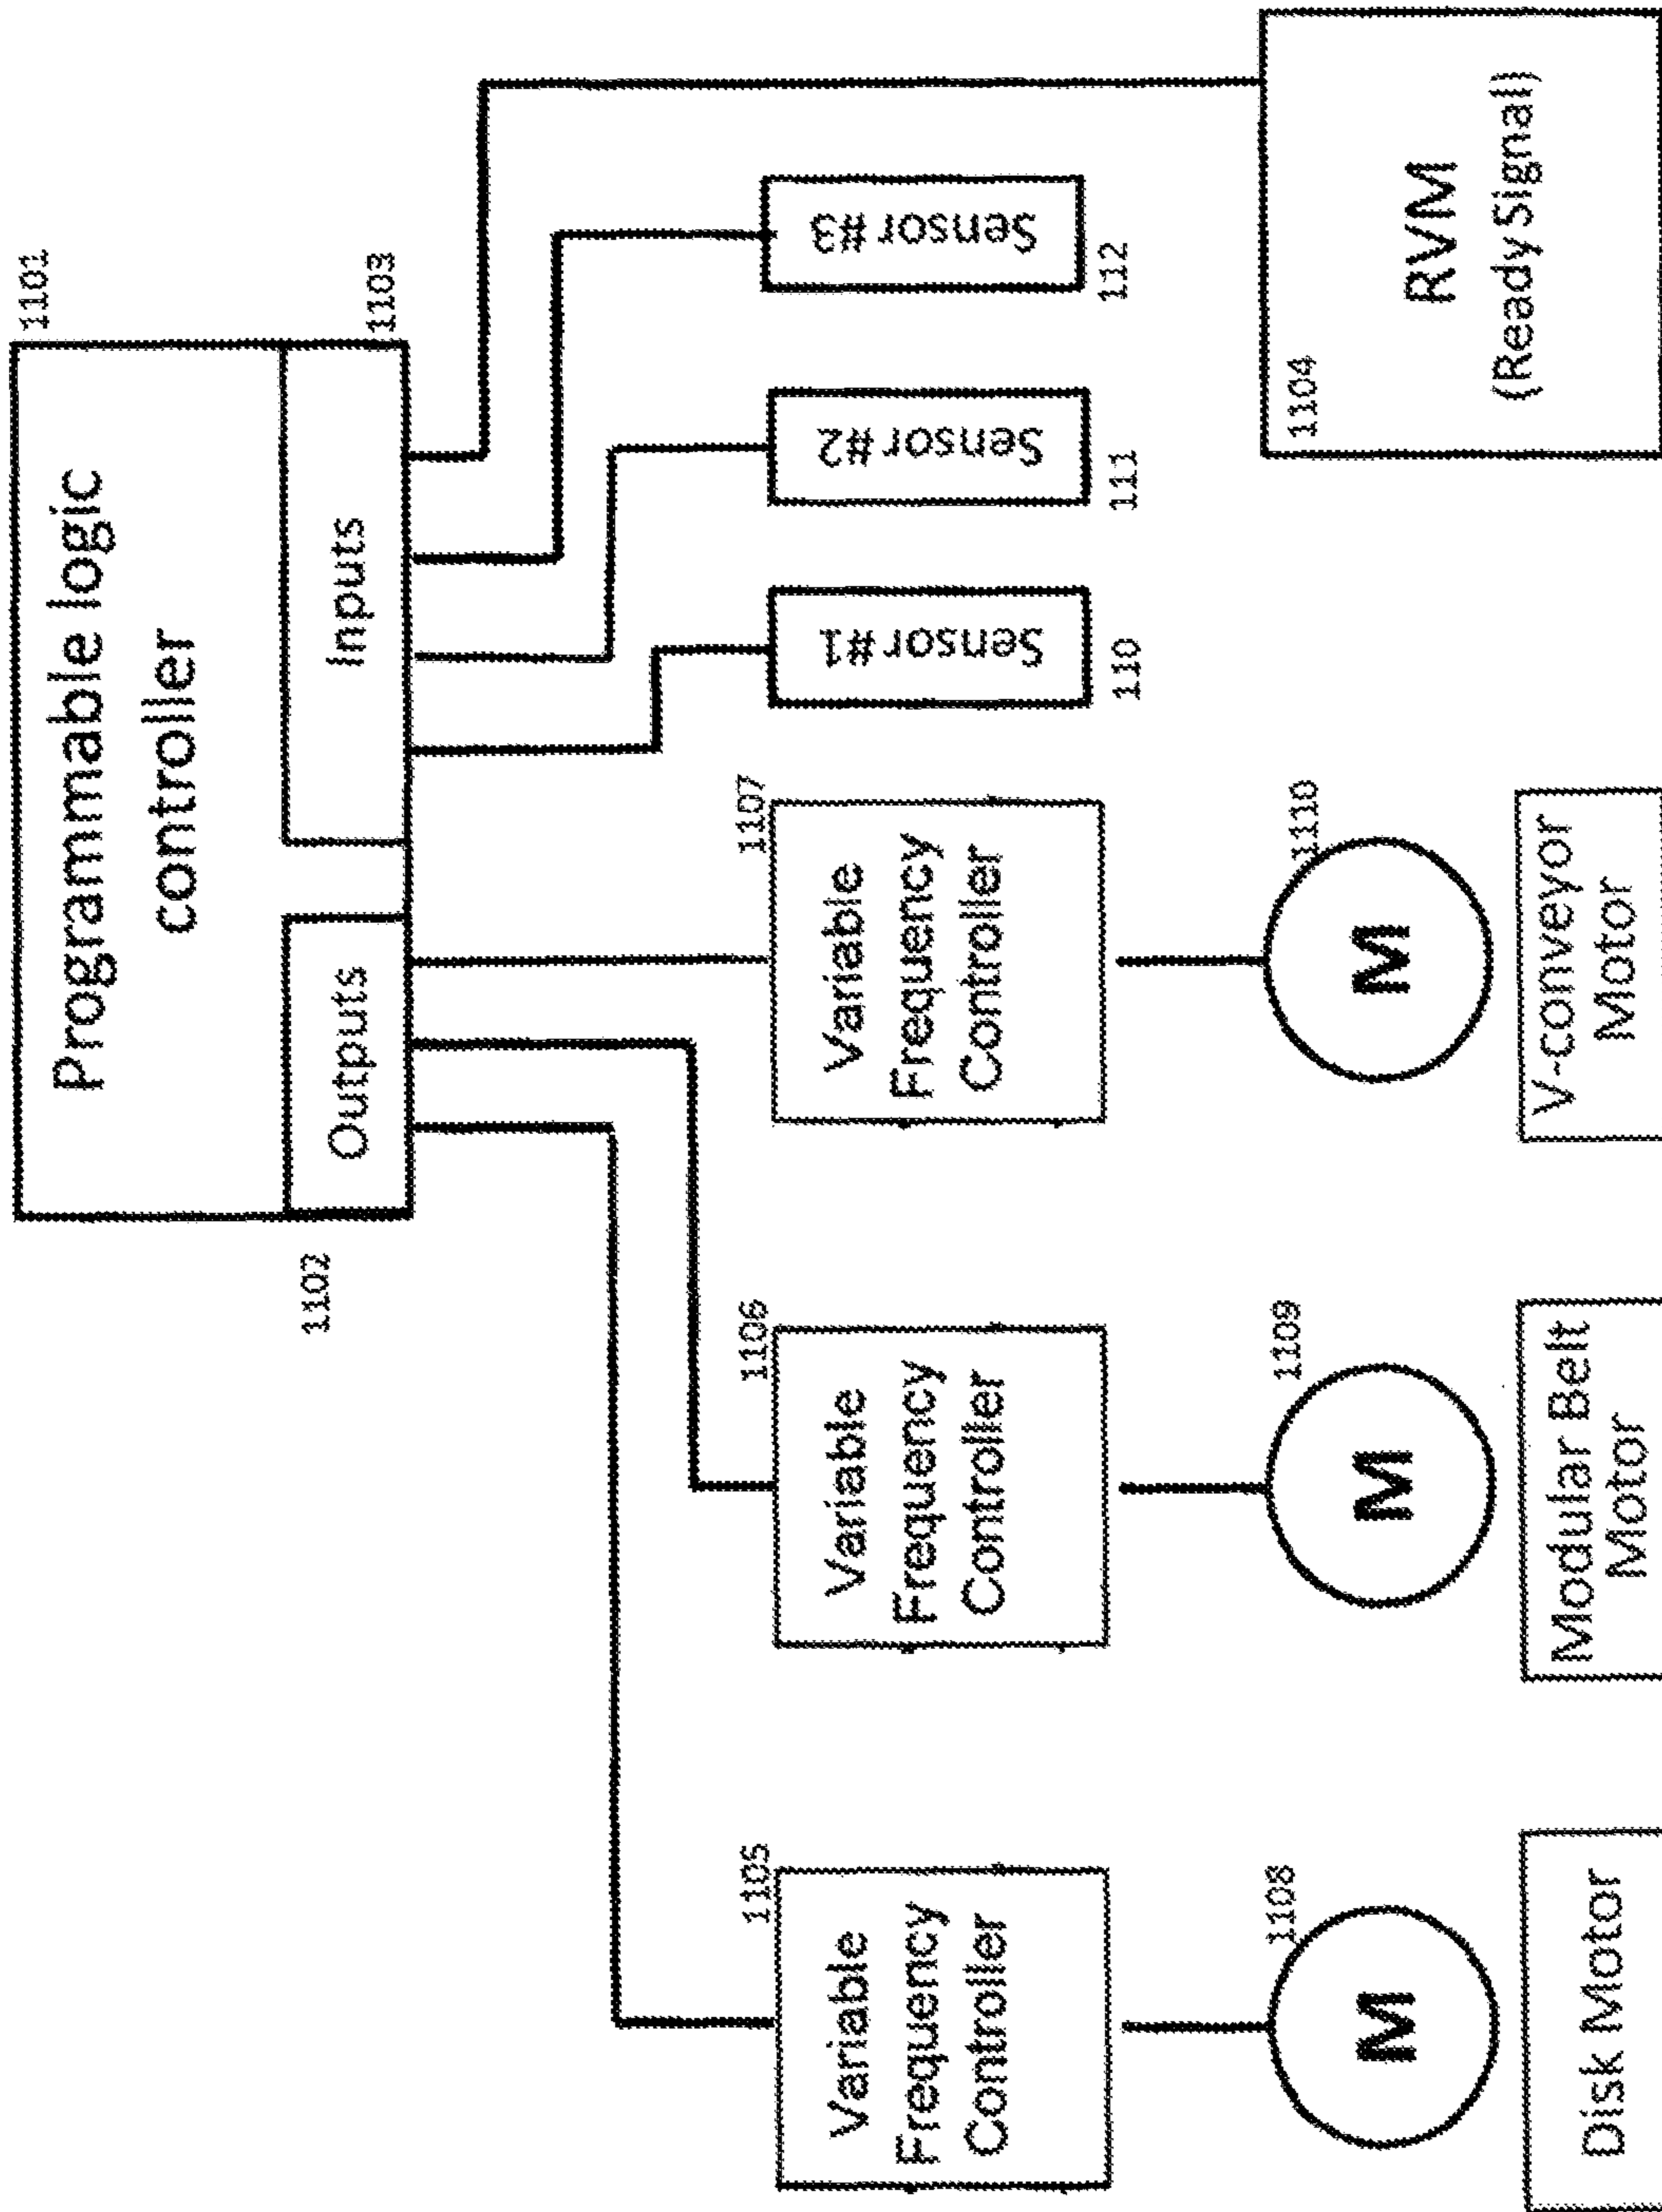 1101
Programmable logic
controller
1102
Outputs
Inputs
1103
1105
Variable
Frequency
Controller
1106
Variable
Frequency
Controller
1107
Variable
Frequency
Controller
Sensor #1
110
Sensor #2
111
Sensor #3
112
1108
M
Disk Motor
1109
M
Modular Belt
Motor
1110
M
V-conveyor
Motor
1104
RVM
(Ready Signal)